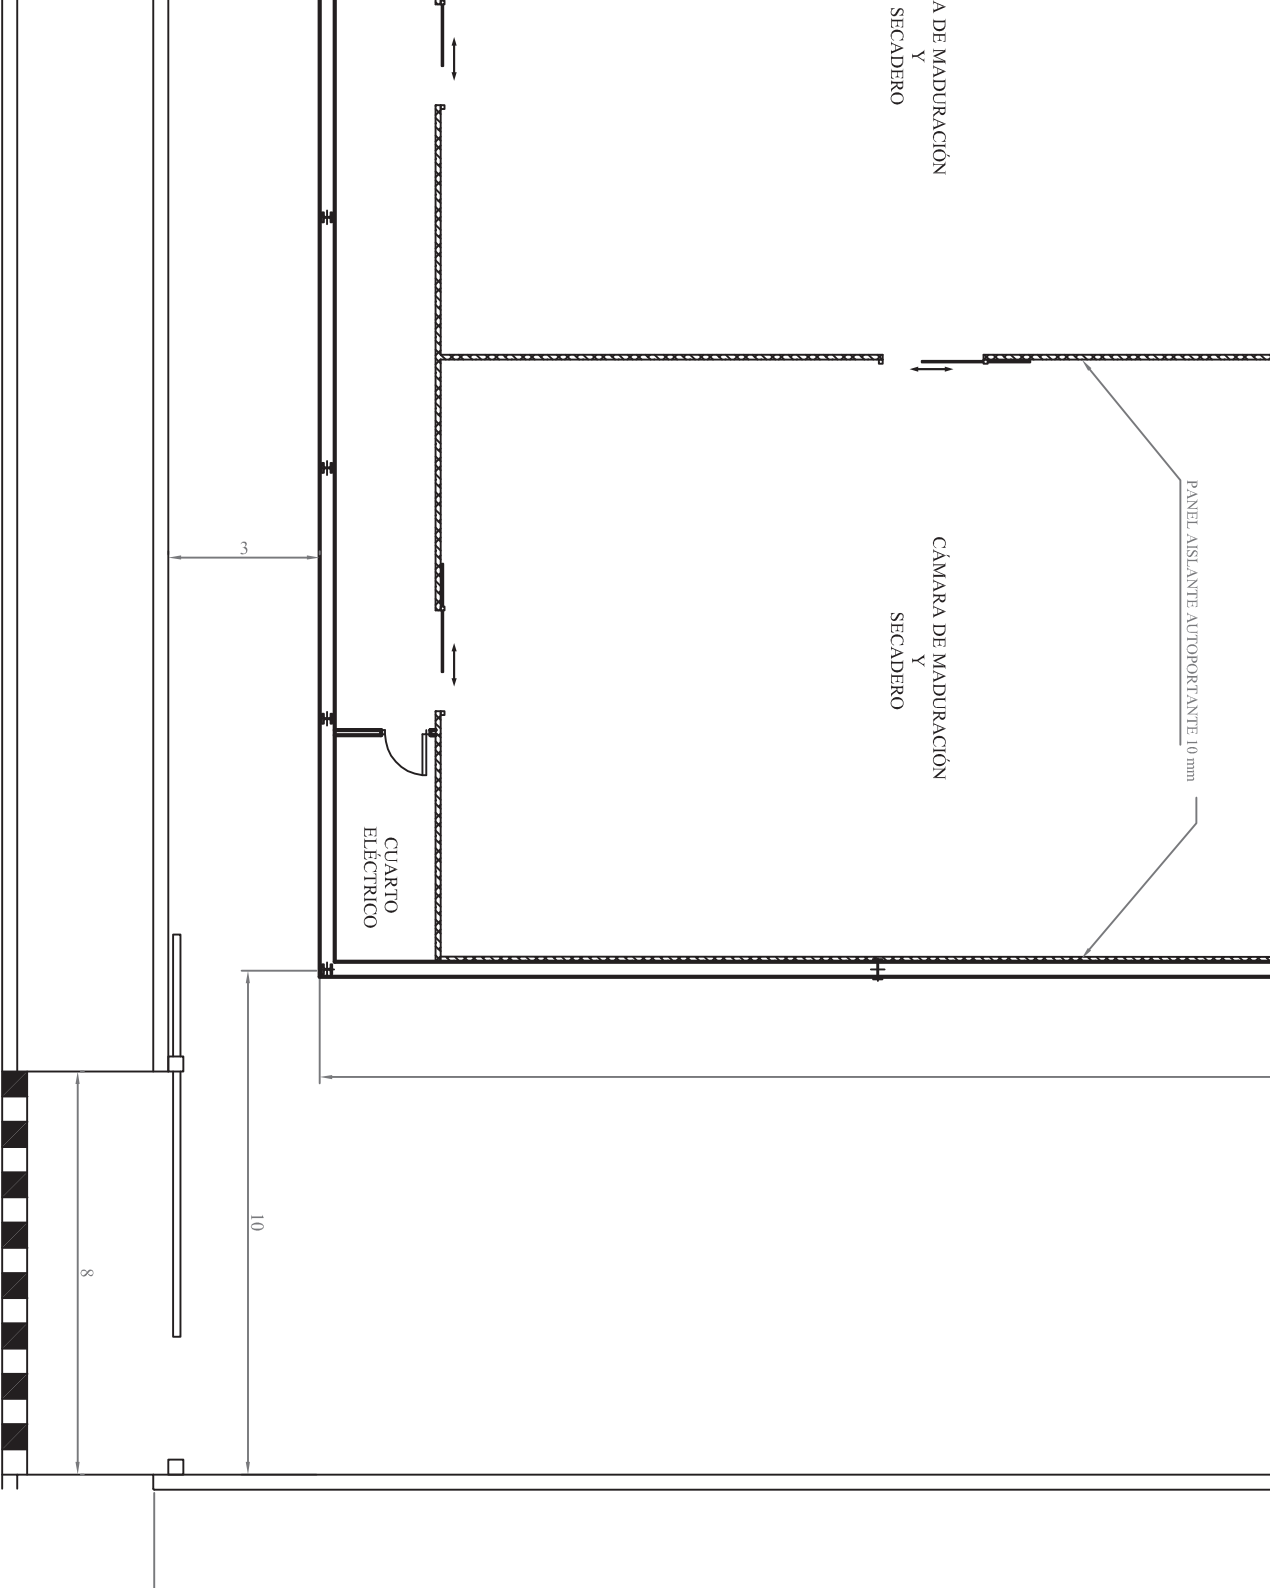 A DE MADURACIÓN
Y
SECADERO
PANEL AISLANTE AUTOPORTANTE 10 mm
CÁMARA DE MADURACIÓN
Y
SECADERO
3
CUARTO
ELÉCTRICO
10
8